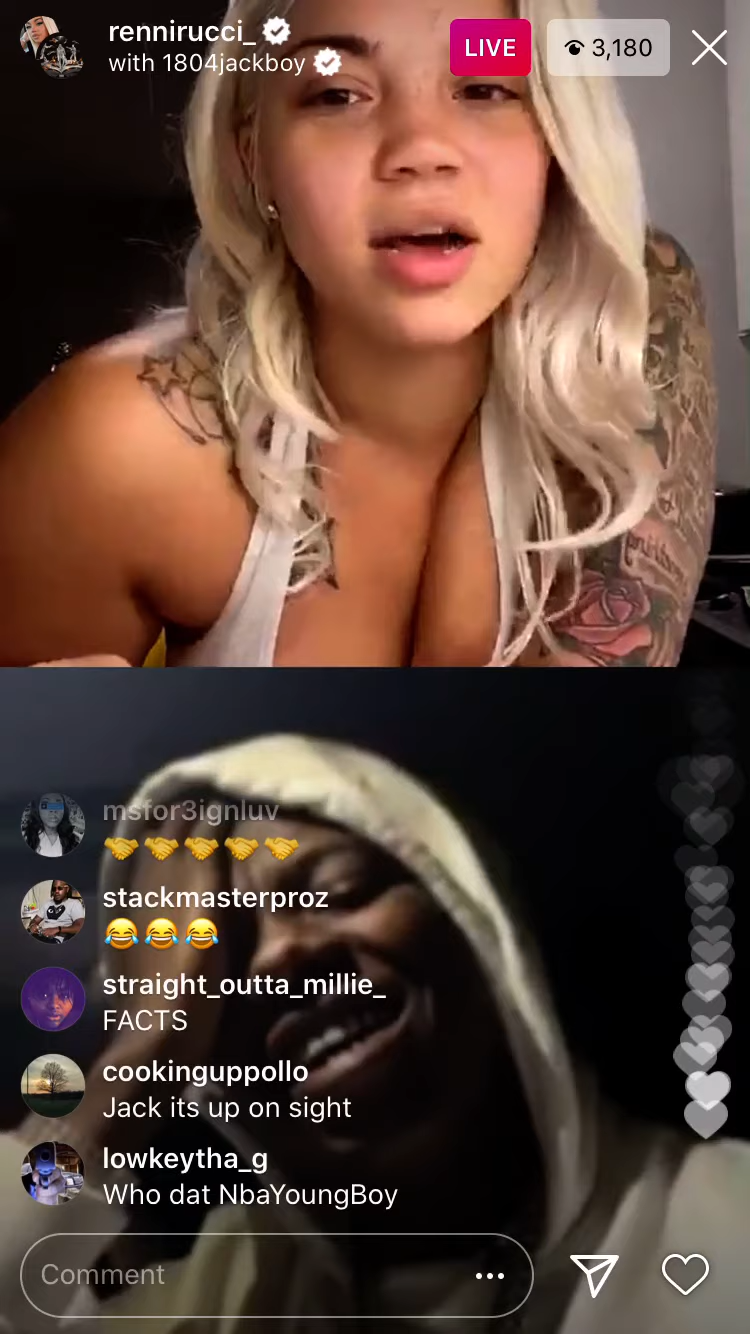 rennirucci_
with 1804jackboy
LIVE
3,180
msfor3ignluv
🤝🤝🤝🤝🤝
stackmasterproz
😂😂😂
straight_outta_millie_
FACTS
cookinguppollo
Jack its up on sight
lowkeytha_g
Who dat NbaYoungBoy
Comment